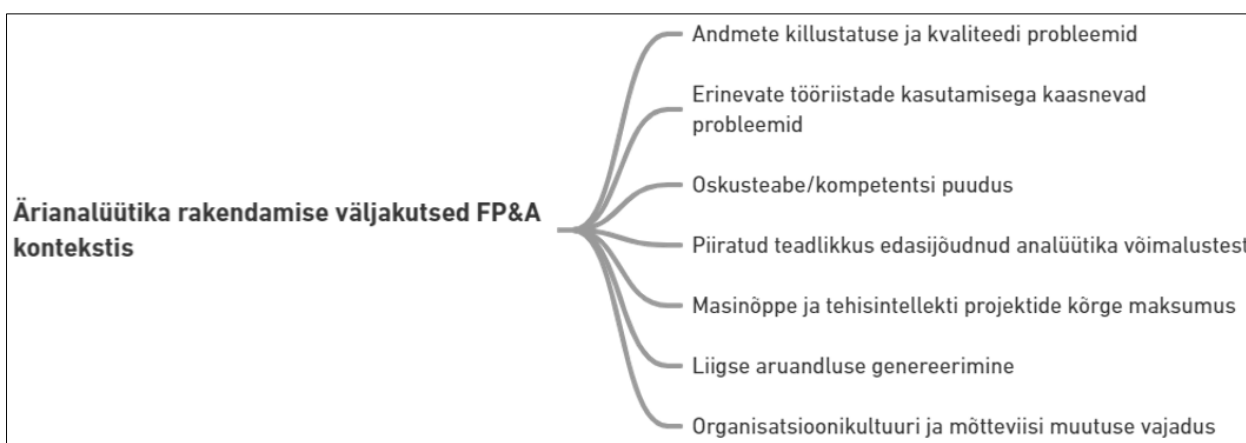 Ärianalüütika rakendamise väljakutsed FP&A
kontekstis
Andmete killustatuse ja kvaliteedi probleemid
Erinevate tööriistade kasutamisega kaasnevad
probleemid
Oskusteabe/kompetentsi puudus
Piiratud teadlikkus edasijõudnud analüütika võimalustest
Masinõppe ja tehisintellekti projektide kõrge maksumus
Liigse aruandluse genereerimine
Organisatsioonikultuuri ja mõtteviisi muutuse vajadus